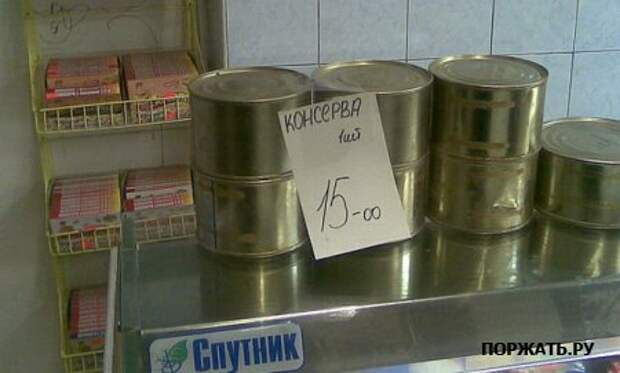 КОНСЕРВА
1шт
15-00
Спутник
ПОРЖАТЬ.РУ